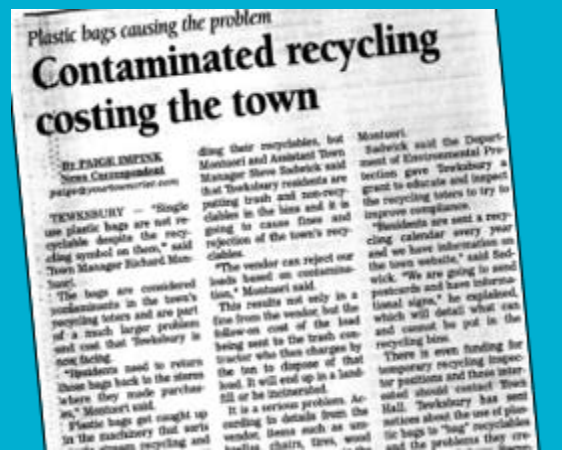 Plastic bags causing the problem
Contaminated recycling
costing the town
By PAIGE IMPINK
News Correspondent
paige@yourtowncrier.com
TEWKSBURY — "Single
use plastic bags are not re-
cyclable despite the recy-
cling symbol on them," said
Town Manager Richard Mon-
tuori.
The bags are considered
contaminants in the town's
recycling toters and are part
of a much larger problem
and cost that Tewksbury is
now facing.
"Residents need to return
those bags back to the stores
where they made purchas-
es," Montuori said.
Plastic bags get caught up
in the machinery that sorts
stream recycling and
ding their recyclables, but
Montuori and Assistant Town
Manager Steve Sadwick said
that Tewksbury residents are
putting trash and non-recy-
clables in the bins and it is
going to cause fines and
rejection of the town's recy-
clables.
"The vendor can reject our
loads based on contamina-
tion," Montuori said.
This results not only in a
fine from the vendor, but the
follow-on cost of the load
being sent to the trash con-
tractor who then charges by
the ton to dispose of that
load. It will end up in a land-
fill or be incinerated.
It is a serious problem. Ac-
cording to details from the
vendor, items such as um-
brellas, chairs, tires, wood
Montuori.
Sadwick said the Depart-
ment of Environmental Pro-
tection gave Tewksbury a
grant to educate and inspect
the recycling toters to try to
improve compliance.
"Residents are sent a recy-
cling calendar every year
and we have information on
the town website," said Sad-
wick. "We are going to send
postcards and have informa-
tional signs," he explained,
which will detail what can
and cannot be put in the
recycling bins.
There is even funding for
temporary recycling inspec-
tor positions and those inter-
ested should contact Town
Hall. Tewksbury has sent
notices about the use of plas-
tic bags to "bag" recyclables
and the problems they cre-